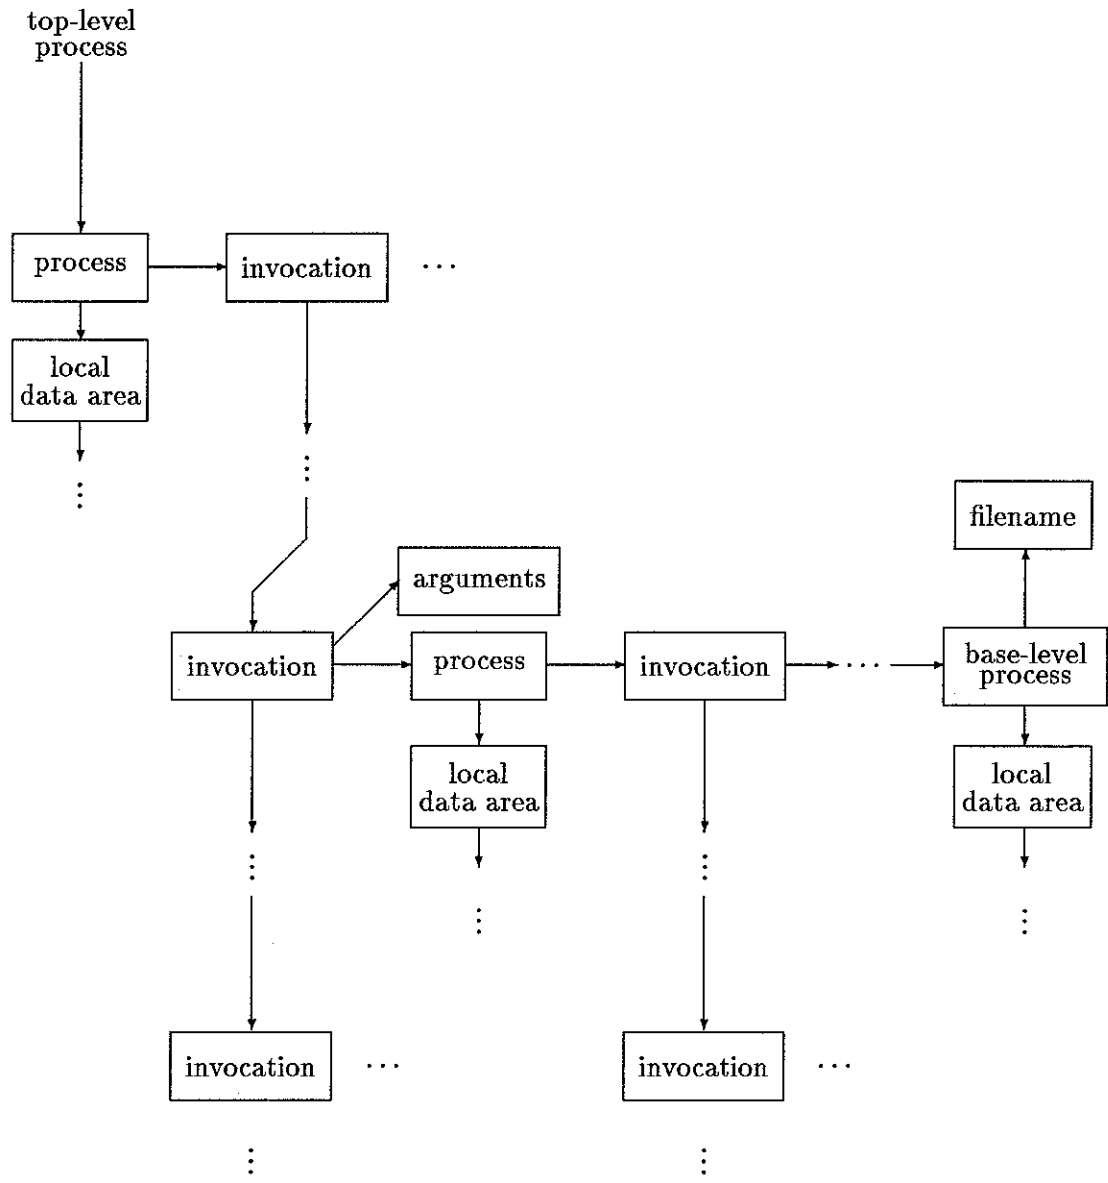 top-level
process
process
invocation
...
local
data area
⋮
⋮
filename
arguments
invocation
process
invocation
...
base-level
process
local
data area
local
data area
⋮
⋮
⋮
⋮
invocation
...
invocation
...
⋮
⋮